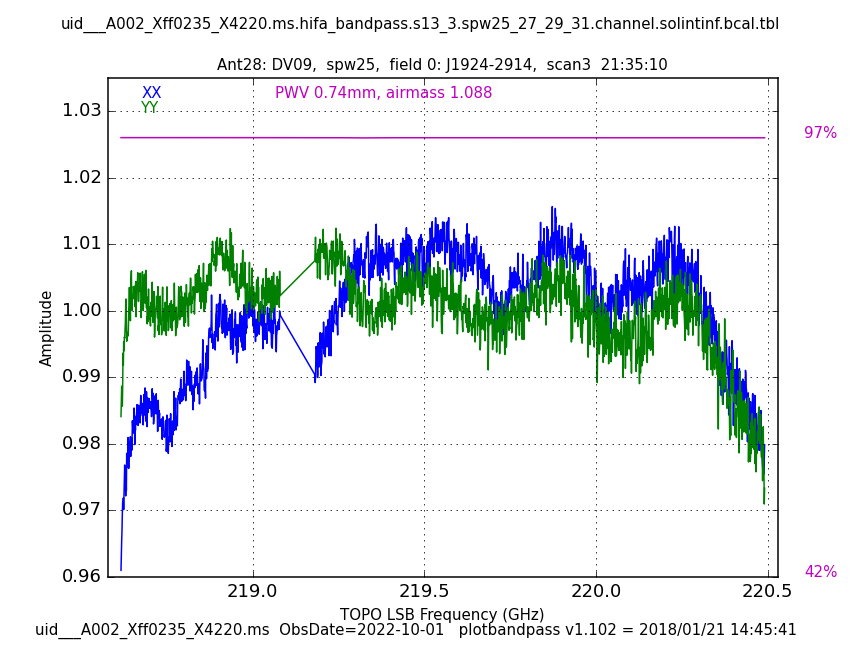 uid___A002_Xff0235_X4220.ms.hifa_bandpass.s13_3.spw25_27_29_31.channel.solintinf.bcal.tbl
Ant28: DV09, spw25, field 0: J1924-2914, scan3 21:35:10
XX
YY
PWV 0.74mm, airmass 1.088
97%
42%
1.03
1.02
1.01
1.00
0.99
0.98
0.97
0.96
Amplitude
219.0 219.5 220.0 220.5
TOPO LSB Frequency (GHz)
uid___A002_Xff0235_X4220.ms ObsDate=2022-10-01 plotbandpass v1.102 = 2018/01/21 14:45:41